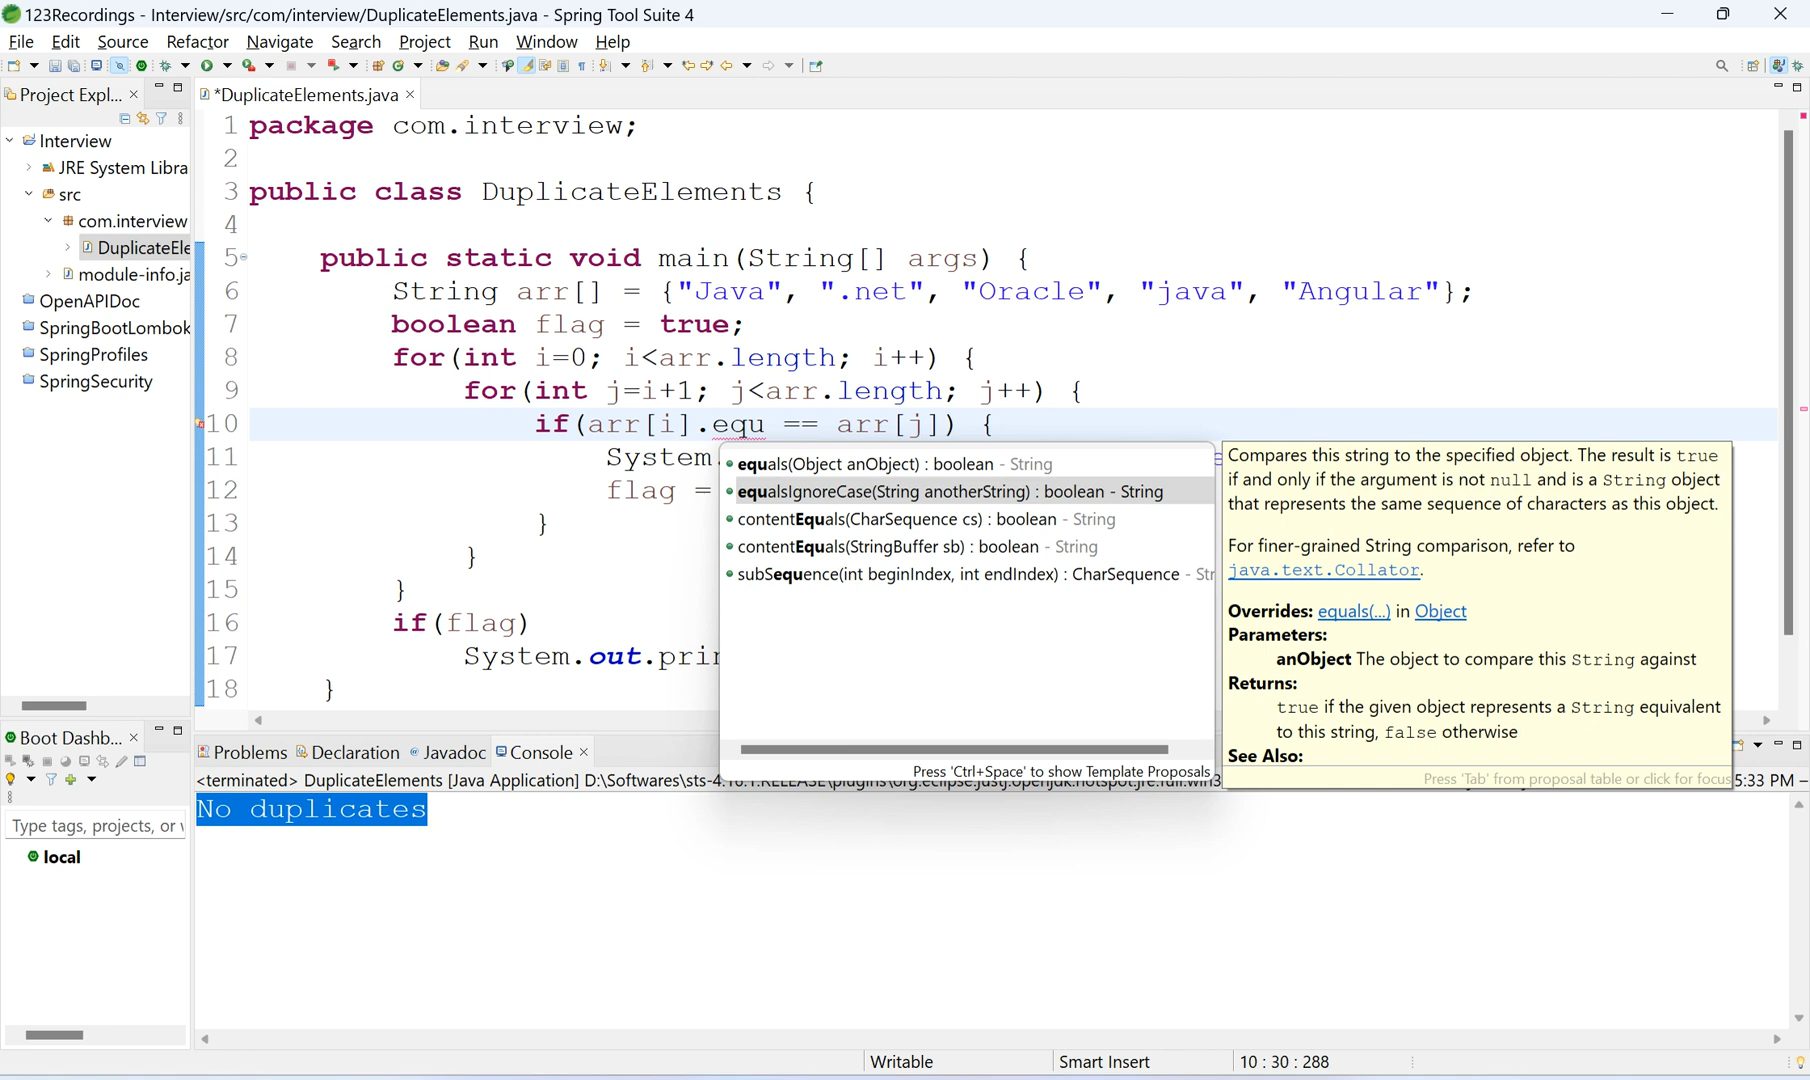 123Recordings - Interview/src/com/interview/DuplicateElements.java - Spring Tool Suite 4
File Edit Source Refactor Navigate Search Project Run Window Help
Project Expl...
Interview
JRE System Libra
src
com.interview
DuplicateEle
module-info.ja
OpenAPIDoc
SpringBootLombok
SpringProfiles
SpringSecurity
*DuplicateElements.java
1 package com.interview;
2
3 public class DuplicateElements {
4
5 public static void main(String[] args) {
6 String arr[] = {"Java", ".net", "Oracle", "java", "Angular"};
7 boolean flag = true;
8 for(int i=0; i<arr.length; i++) {
9 for(int j=i+1; j<arr.length; j++) {
10 if(arr[i].equ == arr[j]) {
11 System.
12 flag =
13 }
14 }
15 }
16 if(flag)
17 System.out.prin
18 }
equals(Object anObject) : boolean - String
equalsIgnoreCase(String anotherString) : boolean - String
contentEquals(CharSequence cs) : boolean - String
contentEquals(StringBuffer sb) : boolean - String
subSequence(int beginIndex, int endIndex) : CharSequence - Str
Press 'Ctrl+Space' to show Template Proposals
Compares this string to the specified object. The result is true
if and only if the argument is not null and is a String object
that represents the same sequence of characters as this object.
For finer-grained String comparison, refer to
java.text.Collator.
Overrides: equals(...) in Object
Parameters:
anObject The object to compare this String against
Returns:
true if the given object represents a String equivalent
to this string, false otherwise
See Also:
Press 'Tab' from proposal table or click for focus
Boot Dashb...
Type tags, projects, or
local
Problems Declaration Javadoc Console
<terminated> DuplicateElements [Java Application] D:\Softwares\sts-4.16.1.RELEASE\plugins\org.eclipse.justj.openjdk.hotspot.jre.full.win3
5:33 PM –
No duplicates
Writable Smart Insert 10 : 30 : 288